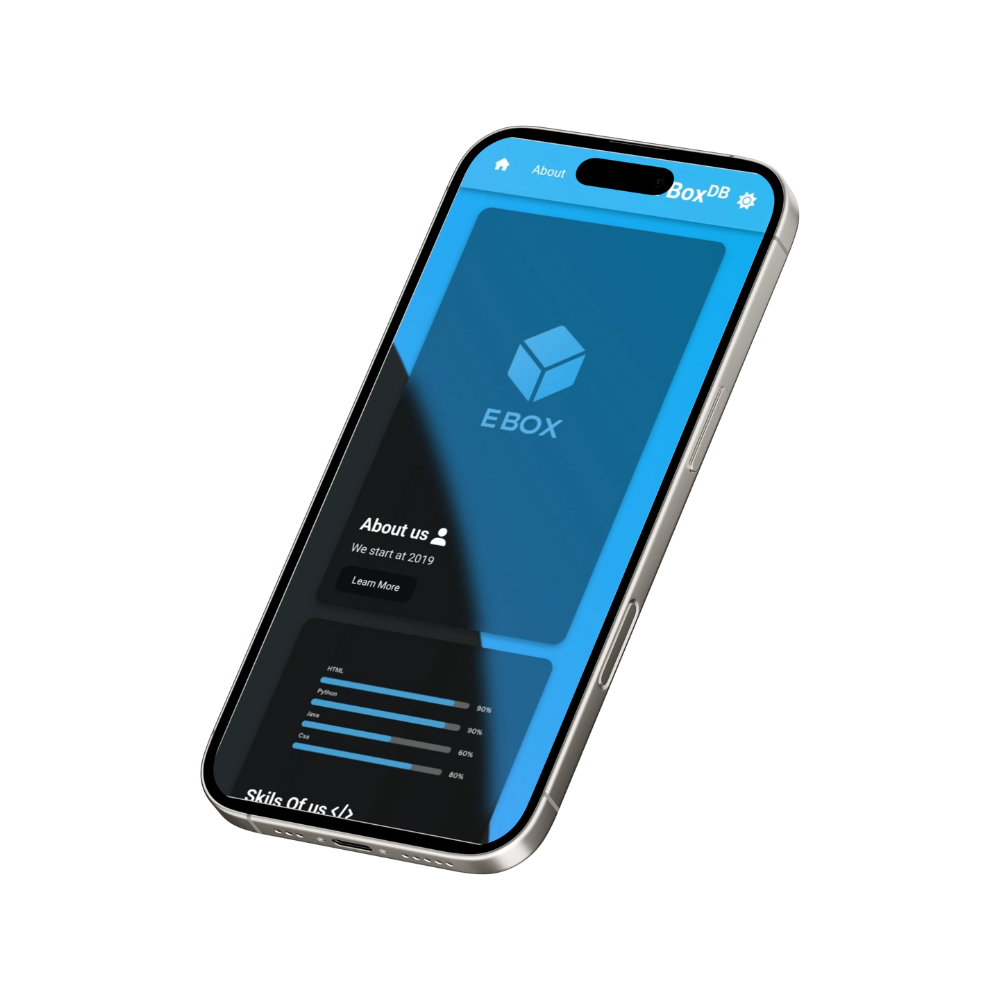 About
Box DB
E BOX
About us
We start at 2019
Learn More
HTML
90%
Python
90%
Java
60%
Css
80%
Skils Of us </>